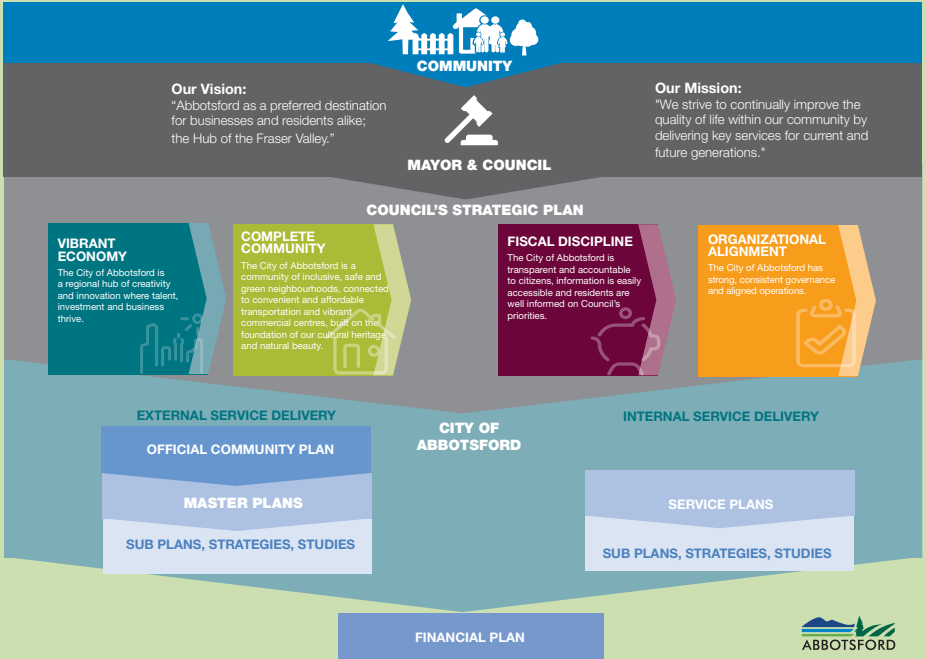 COMMUNITY
Our Vision:
“Abbotsford as a preferred destination
for businesses and residents alike;
the Hub of the Fraser Valley.”
MAYOR & COUNCIL
Our Mission:
"We strive to continually improve the
quality of life within our community by
delivering key services for current and
future generations."
COUNCIL’S STRATEGIC PLAN
VIBRANT
ECONOMY
The City of Abbotsford is
a regional hub of creativity
and innovation where talent,
investment and business
thrive.
COMPLETE
COMMUNITY
The City of Abbotsford is a
community of inclusive, safe and
green neighbourhoods, connected
to convenient and affordable
transportation and vibrant
commercial centres, built on the
foundation of our cultural heritage
and natural beauty.
FISCAL DISCIPLINE
The City of Abbotsford is
transparent and accountable
to citizens, information is easily
accessible and residents are
well informed on Council’s
priorities.
ORGANIZATIONAL
ALIGNMENT
The City of Abbotsford has
strong, consistent governance
and aligned operations.
EXTERNAL SERVICE DELIVERY
OFFICIAL COMMUNITY PLAN
MASTER PLANS
SUB PLANS, STRATEGIES, STUDIES
CITY OF
ABBOTSFORD
INTERNAL SERVICE DELIVERY
SERVICE PLANS
SUB PLANS, STRATEGIES, STUDIES
FINANCIAL PLAN
ABBOTSFORD